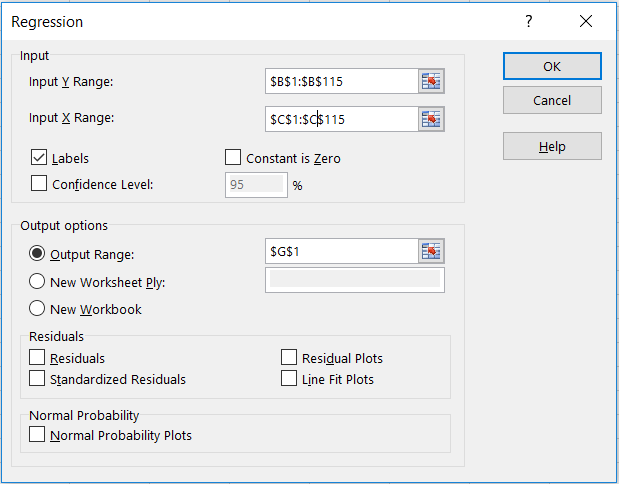 Regression
?
Input
Input Y Range:
$B$1:$B$115
Input X Range:
$C$1:$C$115
Labels
Constant is Zero
Confidence Level:
95
%
OK
Cancel
Help
Output options
Output Range:
$G$1
New Worksheet Ply:
New Workbook
Residuals
Residuals
Residual Plots
Standardized Residuals
Line Fit Plots
Normal Probability
Normal Probability Plots